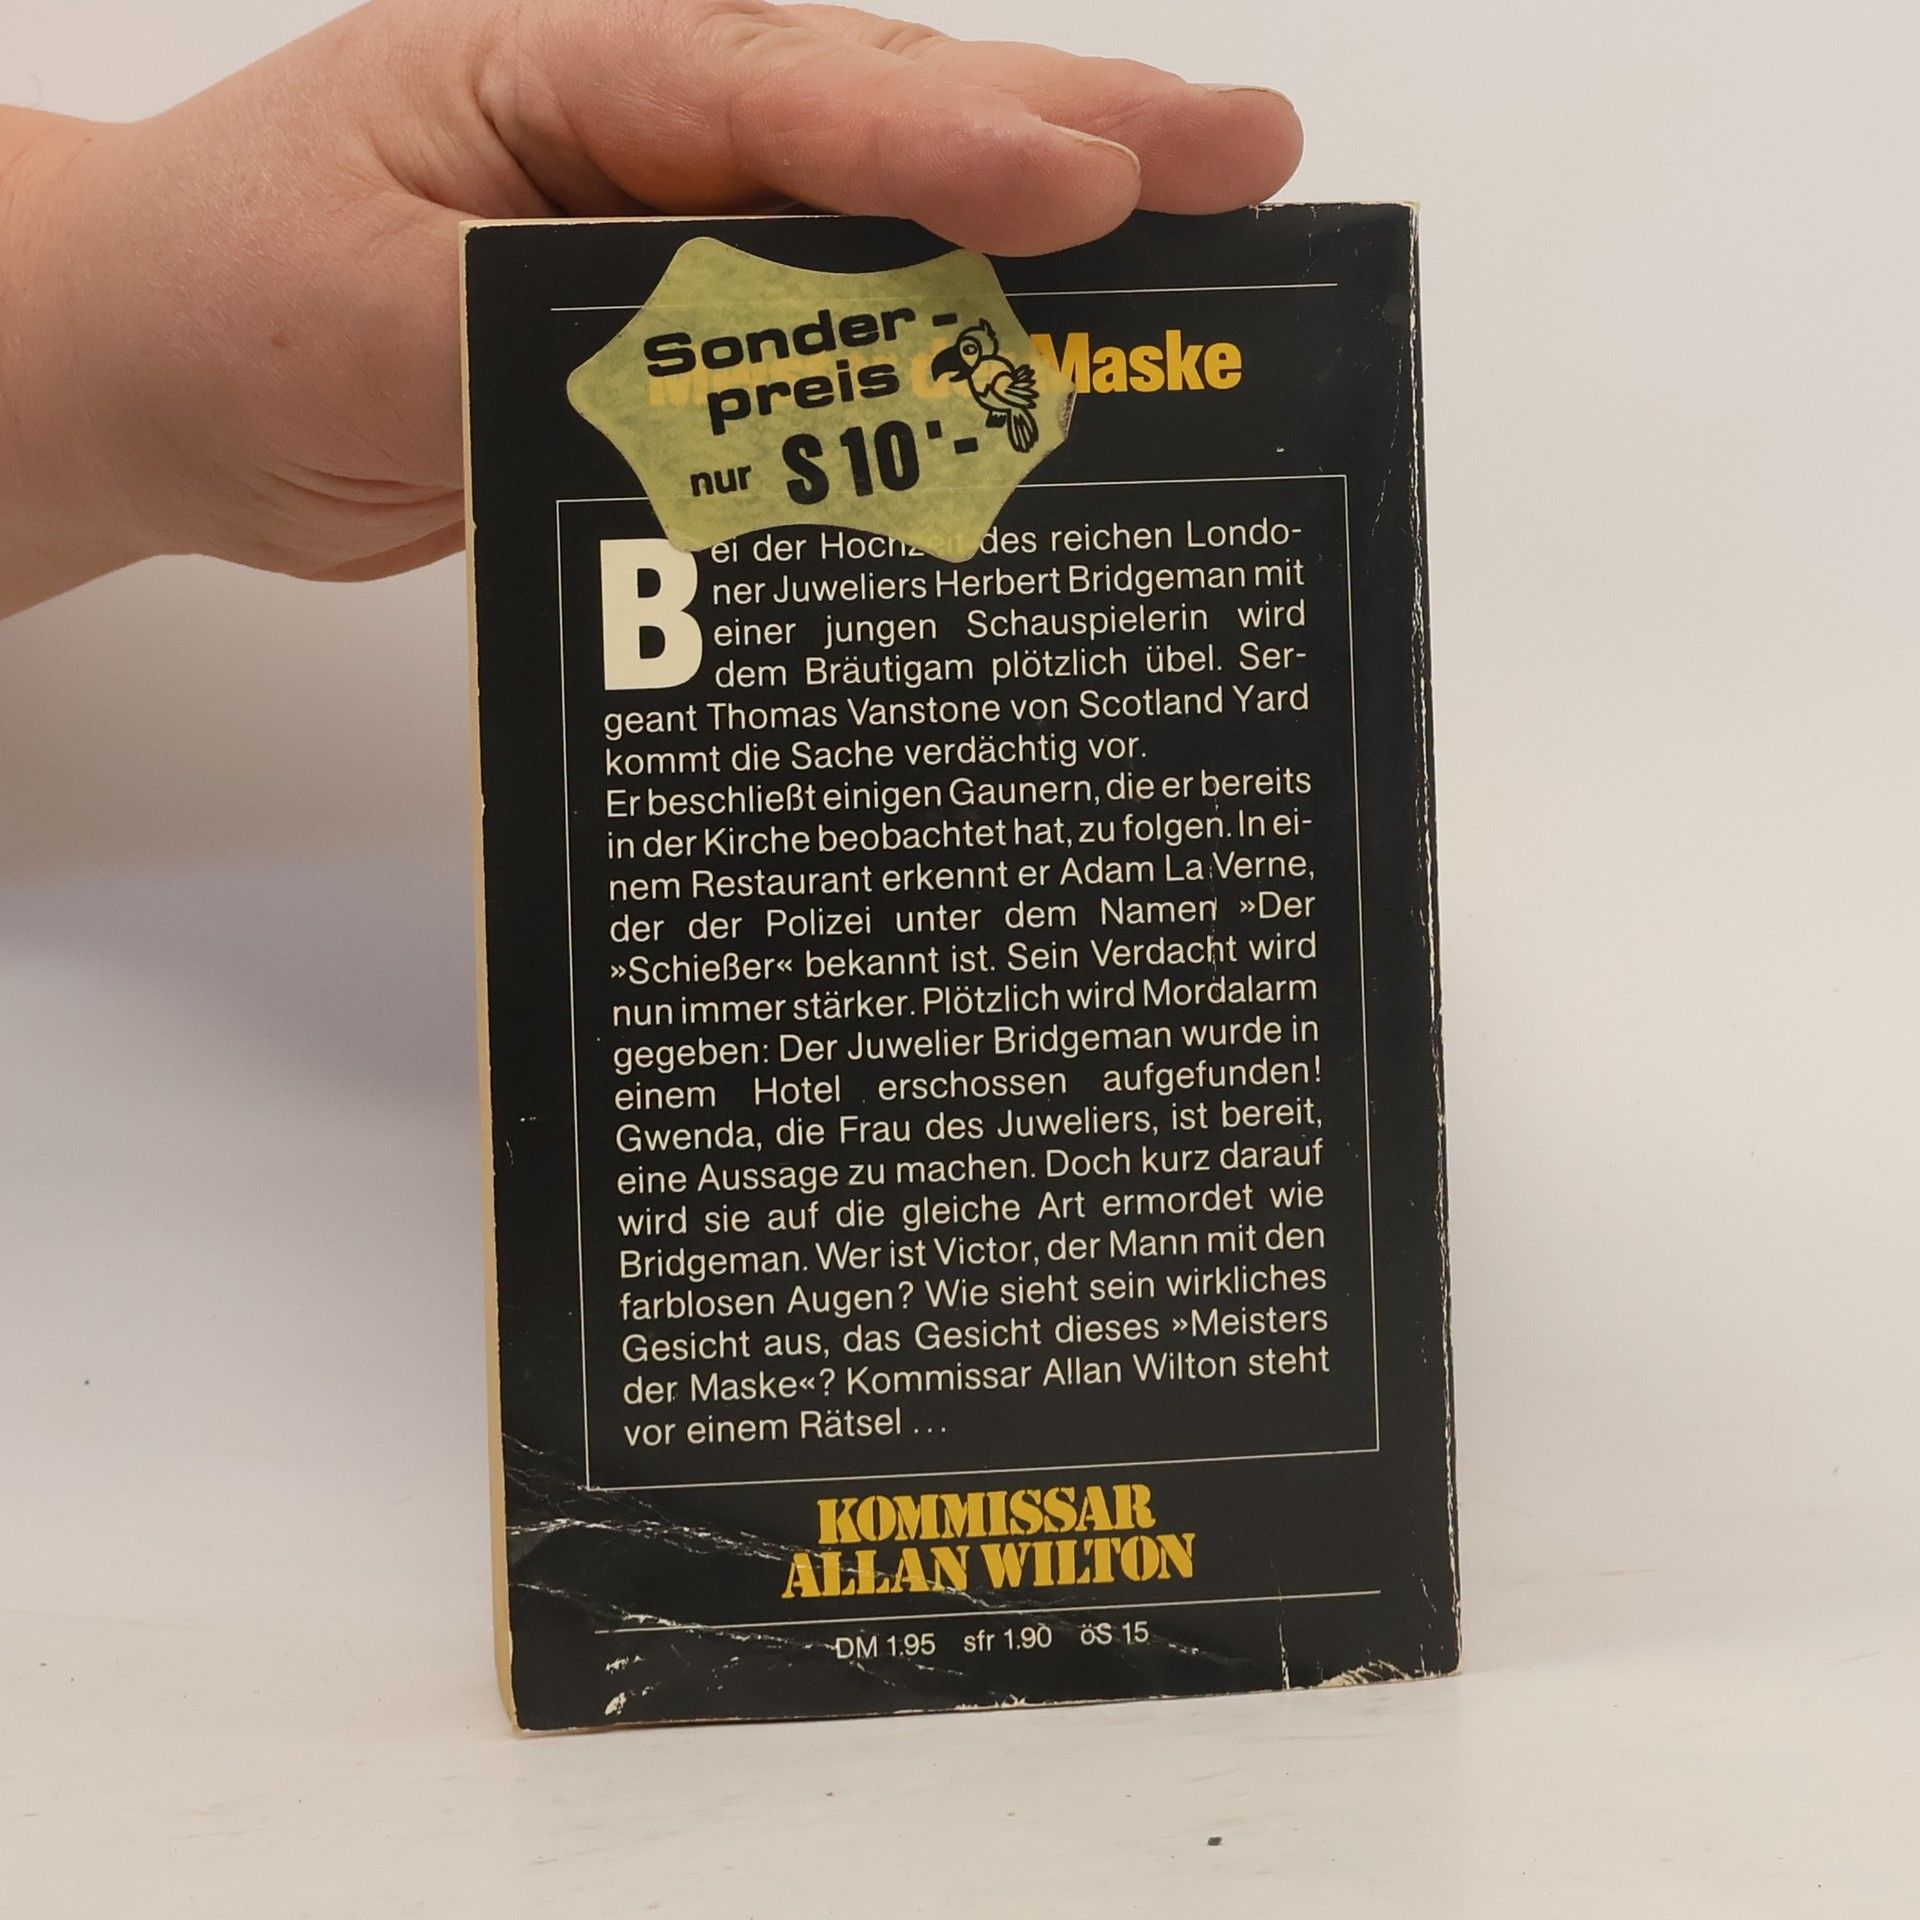 Sonder-
preis
nur S 10'-
Meister der Maske
Bei der Hochzeit des reichen Londo-
ner Juweliers Herbert Bridgeman mit
einer jungen Schauspielerin wird
dem Bräutigam plötzlich übel. Ser-
geant Thomas Vanstone von Scotland Yard
kommt die Sache verdächtig vor.
Er beschließt einigen Gaunern, die er bereits
in der Kirche beobachtet hat, zu folgen. In ei-
nem Restaurant erkennt er Adam La Verne,
der der Polizei unter dem Namen »Der
»Schießer« bekannt ist. Sein Verdacht wird
nun immer stärker. Plötzlich wird Mordalarm
gegeben: Der Juwelier Bridgeman wurde in
einem Hotel erschossen aufgefunden!
Gwenda, die Frau des Juweliers, ist bereit,
eine Aussage zu machen. Doch kurz darauf
wird sie auf die gleiche Art ermordet wie
Bridgeman. Wer ist Victor, der Mann mit den
farblosen Augen? Wie sieht sein wirkliches
Gesicht aus, das Gesicht dieses »Meisters
der Maske«? Kommissar Allan Wilton steht
vor einem Rätsel ...
KOMMISSAR
ALLAN WILTON
DM 1.95 sfr 1.90 öS 15